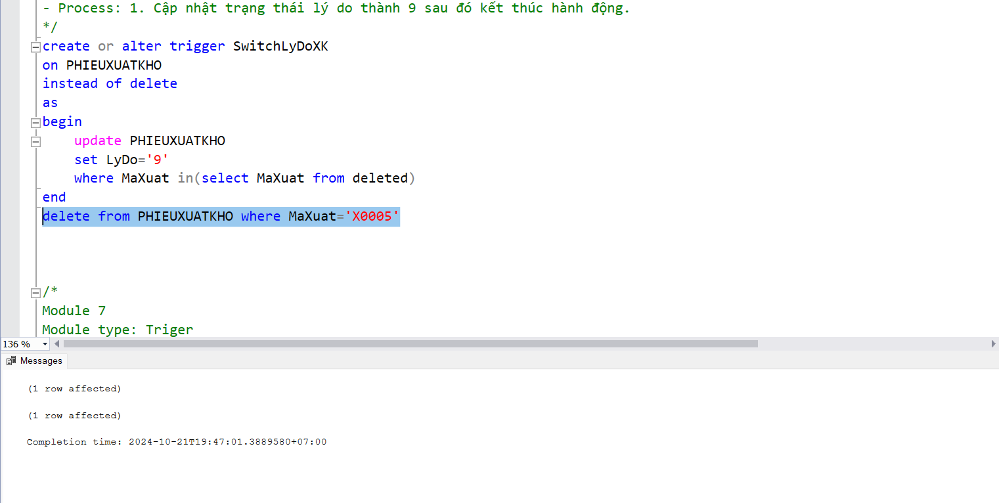 - Process: 1. Cập nhật trạng thái lý do thành 9 sau đó kết thúc hành động.
*/
create or alter trigger SwitchLyDoXK
on PHIEUXUATKHO
instead of delete
as
begin
    update PHIEUXUATKHO
    set LyDo='9'
    where MaXuat in(select MaXuat from deleted)
end
delete from PHIEUXUATKHO where MaXuat='X0005'
/*
Module 7
Module type: Triger
136 %
Messages
(1 row affected)
(1 row affected)
Completion time: 2024-10-21T19:47:01.3889580+07:00